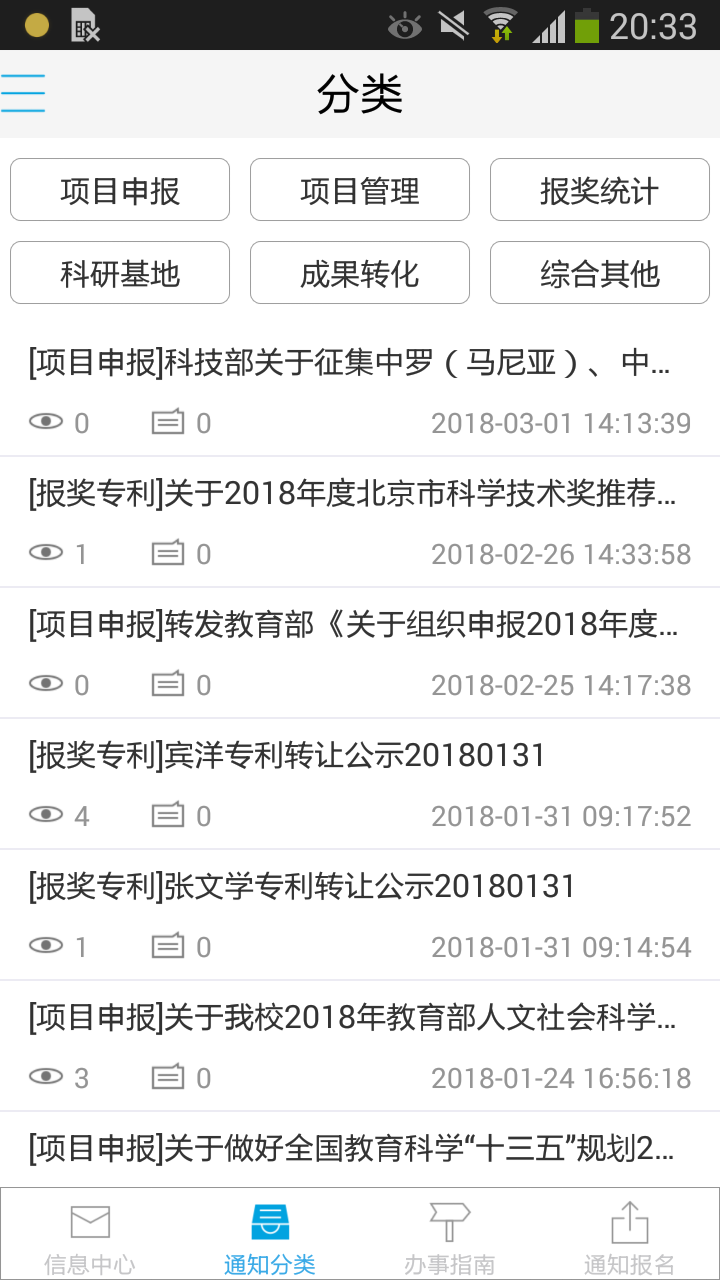 20:33
分类
项目申报 项目管理 报奖统计
科研基地 成果转化 综合其他
[项目申报]科技部关于征集中罗（马尼亚）、中...
0 0 2018-03-01 14:13:39
[报奖专利]关于2018年度北京市科学技术奖推荐...
1 0 2018-02-26 14:33:58
[项目申报]转发教育部《关于组织申报2018年度...
0 0 2018-02-25 14:17:38
[报奖专利]宾洋专利转让公示20180131
4 0 2018-01-31 09:17:52
[报奖专利]张文学专利转让公示20180131
1 0 2018-01-31 09:14:54
[项目申报]关于我校2018年教育部人文社会科学...
3 0 2018-01-24 16:56:18
[项目申报]关于做好全国教育科学“十三五”规划2...
信息中心 通知分类 办事指南 通知报名